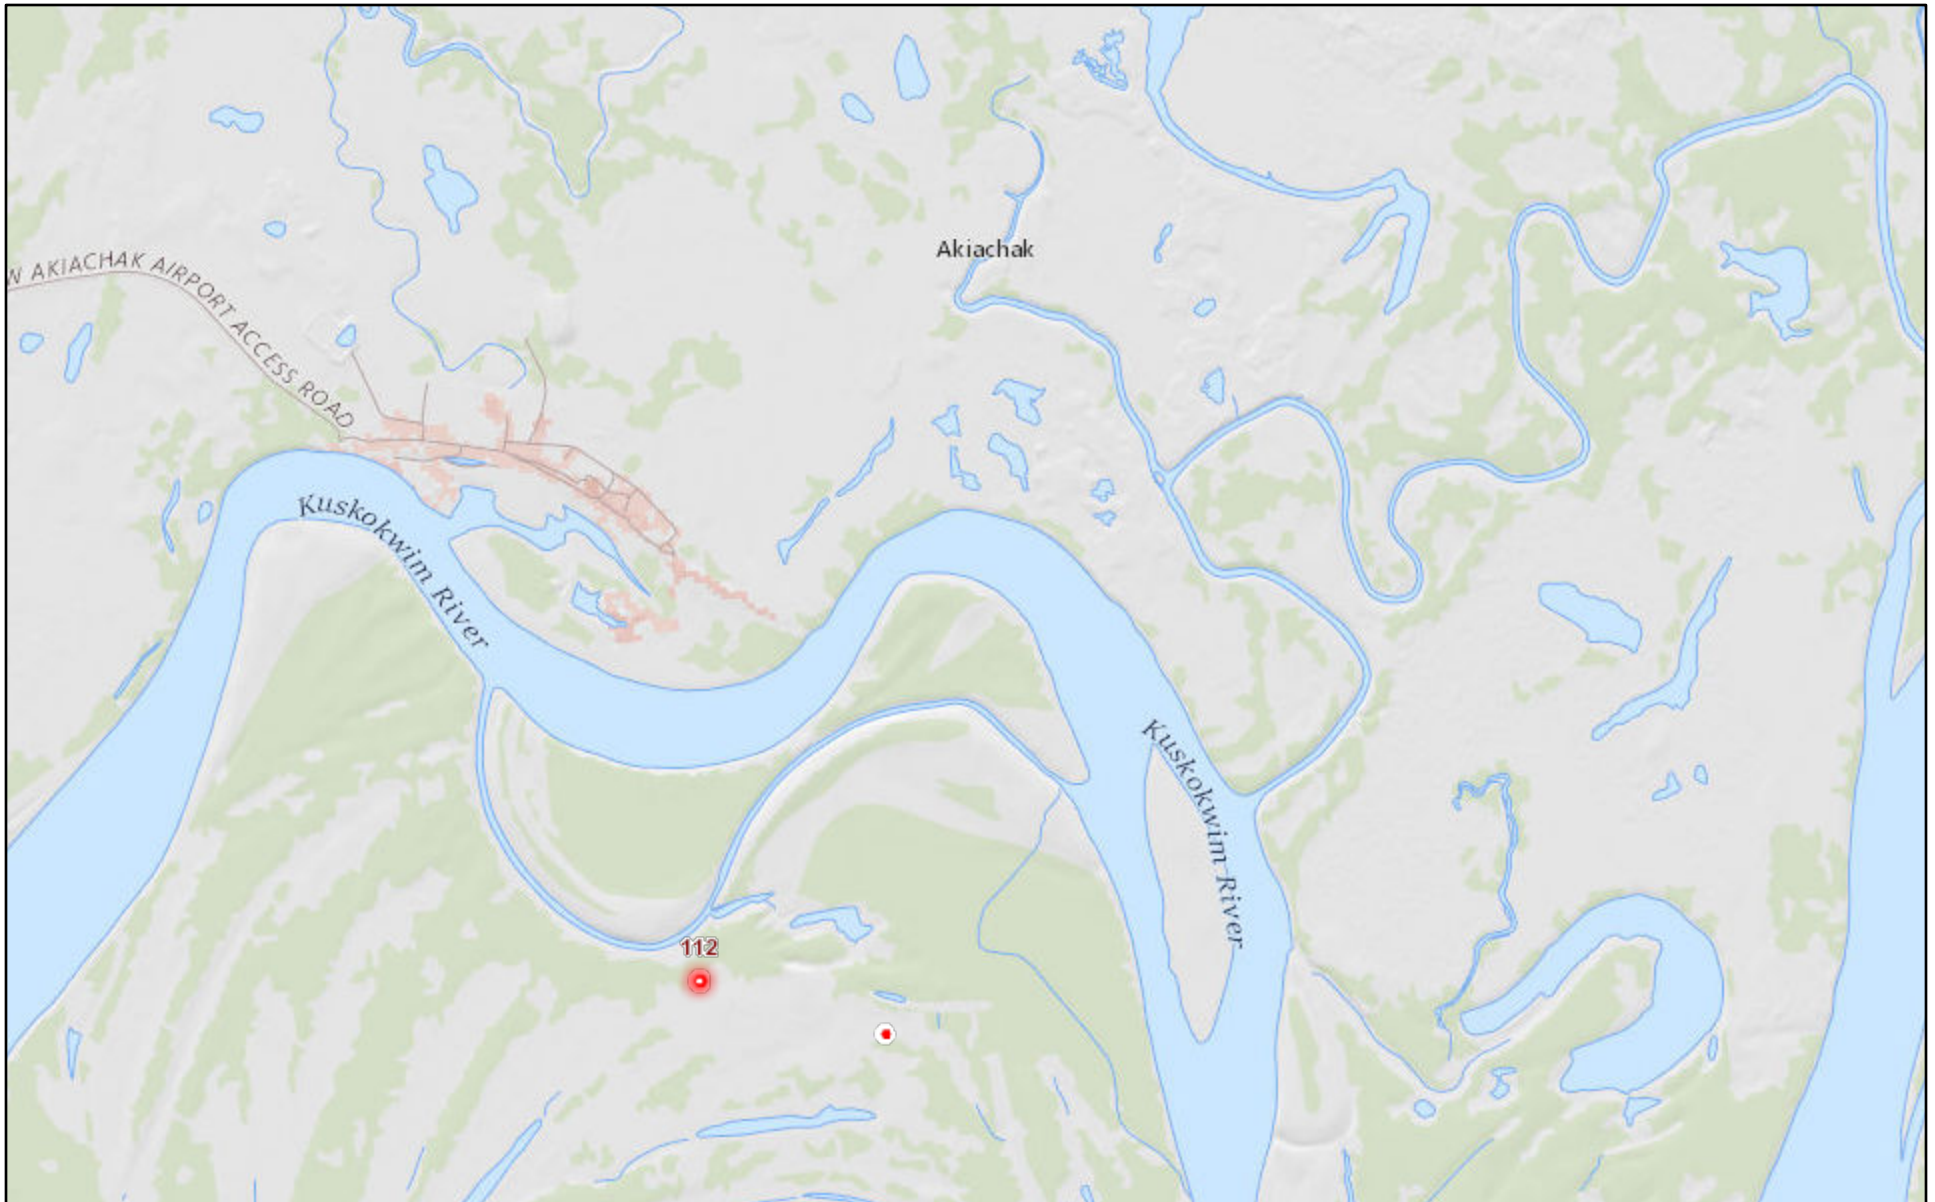 Akiachak
N AKIACHAK AIRPORT ACCESS ROAD
Kuskokwim River
Kuskokwim River
112